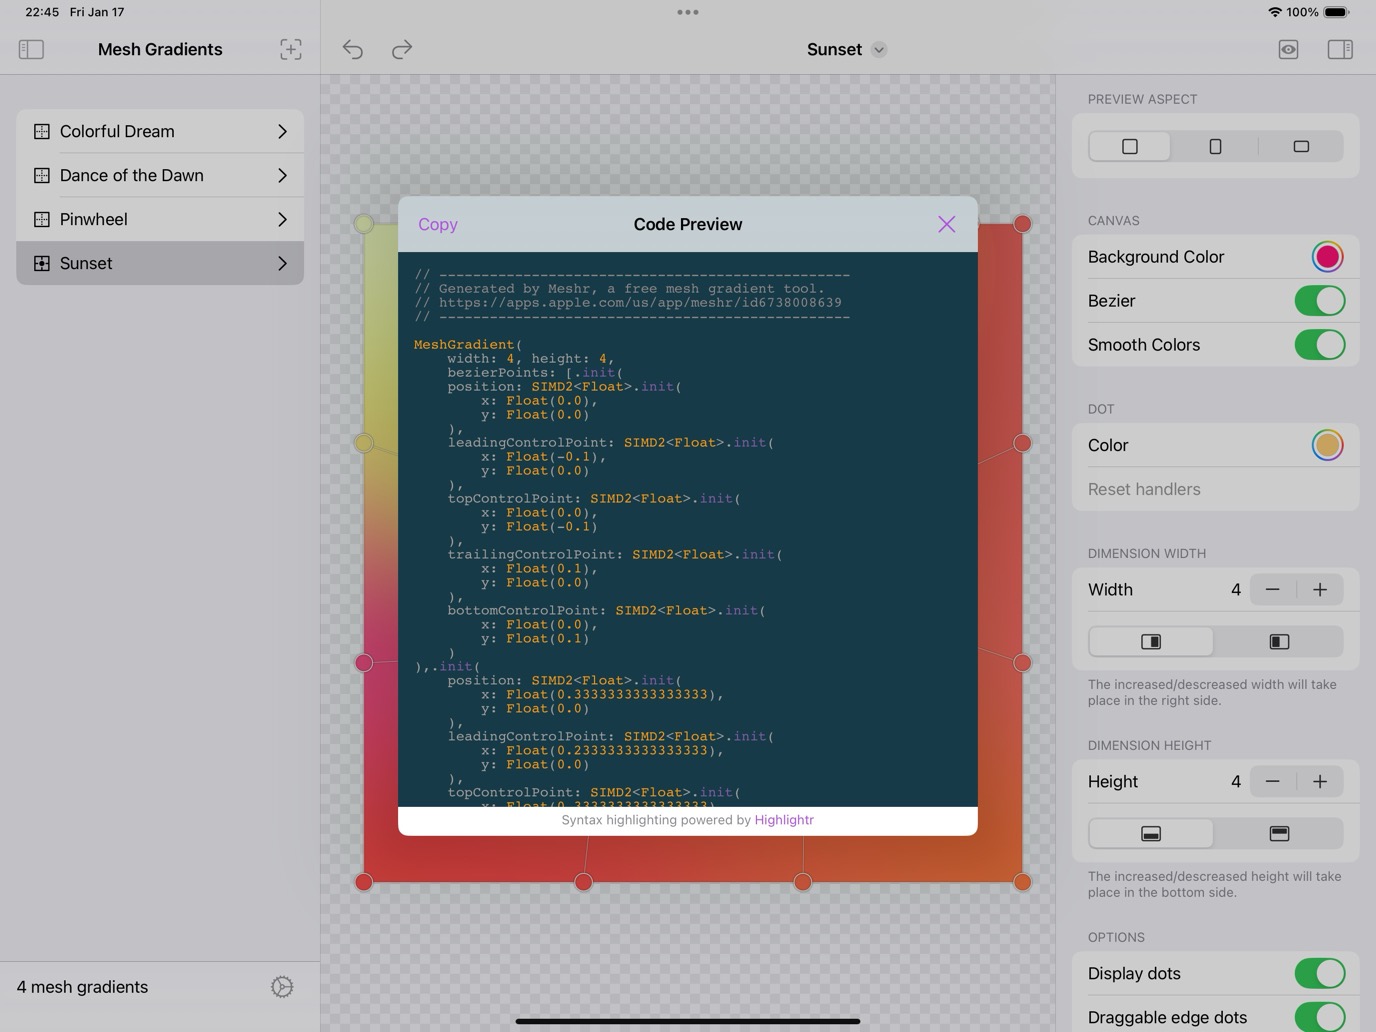 22:45 Fri Jan 17
100%
Mesh Gradients
Sunset
Colorful Dream
Dance of the Dawn
Pinwheel
Sunset
4 mesh gradients
Copy
Code Preview
// -------------------------------------------------
// Generated by Meshr, a free mesh gradient tool.
// https://apps.apple.com/us/app/meshr/id6738008639
// -------------------------------------------------
MeshGradient(
    width: 4, height: 4,
    bezierPoints: [.init(
    position: SIMD2<Float>.init(
        x: Float(0.0),
        y: Float(0.0)
    ),
    leadingControlPoint: SIMD2<Float>.init(
        x: Float(-0.1),
        y: Float(0.0)
    ),
    topControlPoint: SIMD2<Float>.init(
        x: Float(0.0),
        y: Float(-0.1)
    ),
    trailingControlPoint: SIMD2<Float>.init(
        x: Float(0.1),
        y: Float(0.0)
    ),
    bottomControlPoint: SIMD2<Float>.init(
        x: Float(0.0),
        y: Float(0.1)
    )
),.init(
    position: SIMD2<Float>.init(
        x: Float(0.3333333333333333),
        y: Float(0.0)
    ),
    leadingControlPoint: SIMD2<Float>.init(
        x: Float(0.2333333333333333),
        y: Float(0.0)
    ),
    topControlPoint: SIMD2<Float>.init(
        x: Float(0.3333333333333333),
Syntax highlighting powered by Highlightr
PREVIEW ASPECT
CANVAS
Background Color
Bezier
Smooth Colors
DOT
Color
Reset handlers
DIMENSION WIDTH
Width 4
The increased/descreased width will take
place in the right side.
DIMENSION HEIGHT
Height 4
The increased/decreased height will take
place in the bottom side.
OPTIONS
Display dots
Draggable edge dots